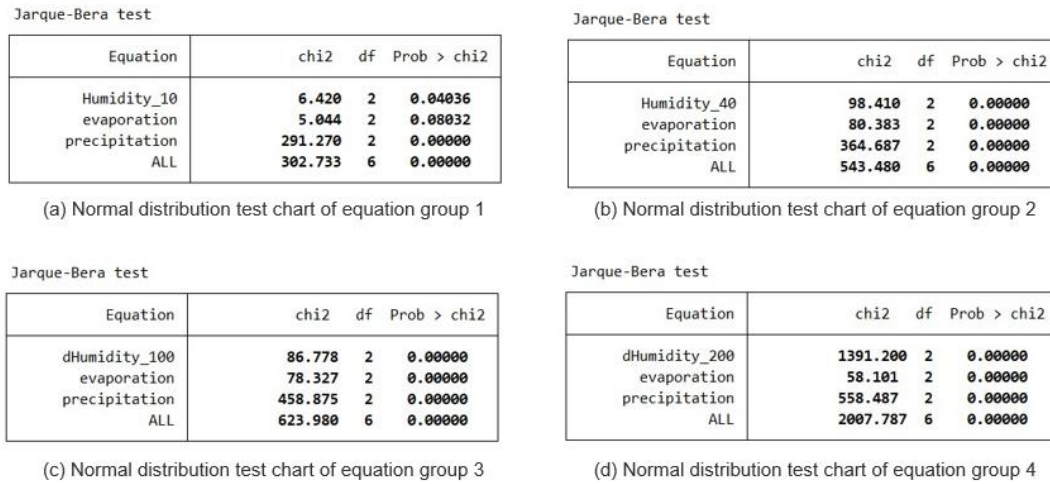 Jarque-Bera test
Equation chi2 df Prob > chi2
Humidity_10 6.420 2 0.04036
evaporation 5.044 2 0.08032
precipitation 291.270 2 0.00000
ALL 302.733 6 0.00000
(a) Normal distribution test chart of equation group 1
Jarque-Bera test
Equation chi2 df Prob > chi2
Humidity_40 98.410 2 0.00000
evaporation 80.383 2 0.00000
precipitation 364.687 2 0.00000
ALL 543.480 6 0.00000
(b) Normal distribution test chart of equation group 2
Jarque-Bera test
Equation chi2 df Prob > chi2
dHumidity_100 86.778 2 0.00000
evaporation 78.327 2 0.00000
precipitation 458.875 2 0.00000
ALL 623.980 6 0.00000
(c) Normal distribution test chart of equation group 3
Jarque-Bera test
Equation chi2 df Prob > chi2
dHumidity_200 1391.200 2 0.00000
evaporation 58.101 2 0.00000
precipitation 558.487 2 0.00000
ALL 2007.787 6 0.00000
(d) Normal distribution test chart of equation group 4